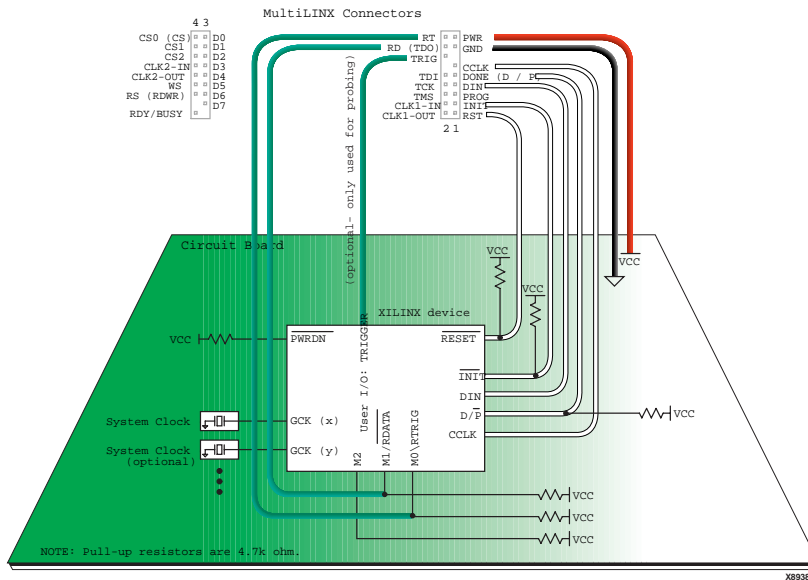 MultiLINX Connectors
4 3
CS0 (CS) D0
CS1 D1
CS2 D2
CLK2-IN D3
CLK2-OUT D4
WS D5
RS (RDWR) D6
D7
RDY/BUSY
RT PWR
RD (TDO) GND
TRIG
CCLK
TDI DONE (D / P)
TCK DIN
TMS PROG
CLK1-IN INIT
CLK1-OUT RST
2 1
(optional- only used for probing)
Circuit Board
VCC
VCC
VCC
XILINX device
VCC
PWRDN
User I/O: TRIGGER
RESET
INIT
DIN
D/P
VCC
CCLK
System Clock
GCK (x)
System Clock
(optional)
GCK (y)
M2
M1/RDATA
M0\RTRIG
VCC
VCC
VCC
NOTE: Pull-up resistors are 4.7k ohm.
X8938